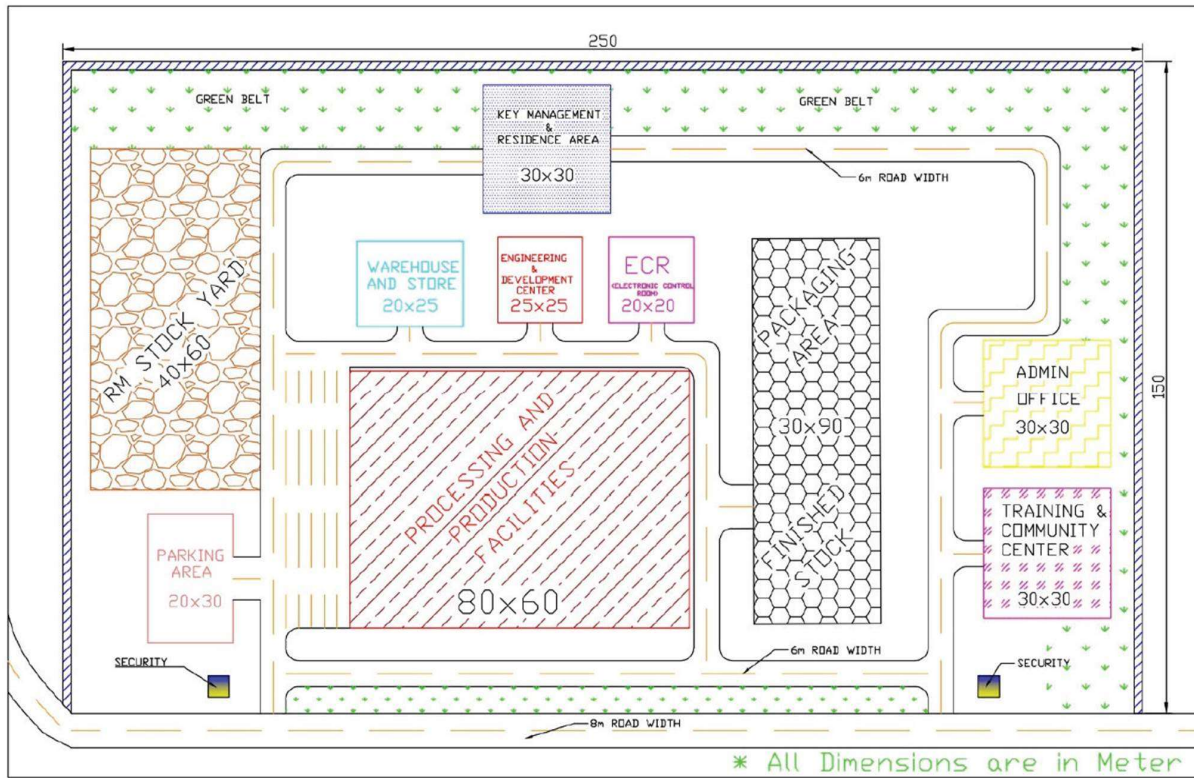 250
GREEN BELT
GREEN BELT
KEY MANAGEMENT
&
RESIDENCE AREA
30x30
6m ROAD WIDTH
RM STOCK YARD
40x60
WAREHOUSE
AND STORE
20x25
ENGINEERING
&
DEVELOPMENT
CENTER
25x25
ECR
(ELECTRONIC CONTROL
ROOM)
20x20
PACKAGING
AREA
30x90
FINISHED
STOCK
150
ADMIN
OFFICE
30x30
PROCESSING AND
PRODUCTION
FACILITIES
80x60
TRAINING &
COMMUNITY
CENTER
30x30
PARKING
AREA
20x30
SECURITY
6m ROAD WIDTH
SECURITY
8m ROAD WIDTH
* All Dimensions are in Meter